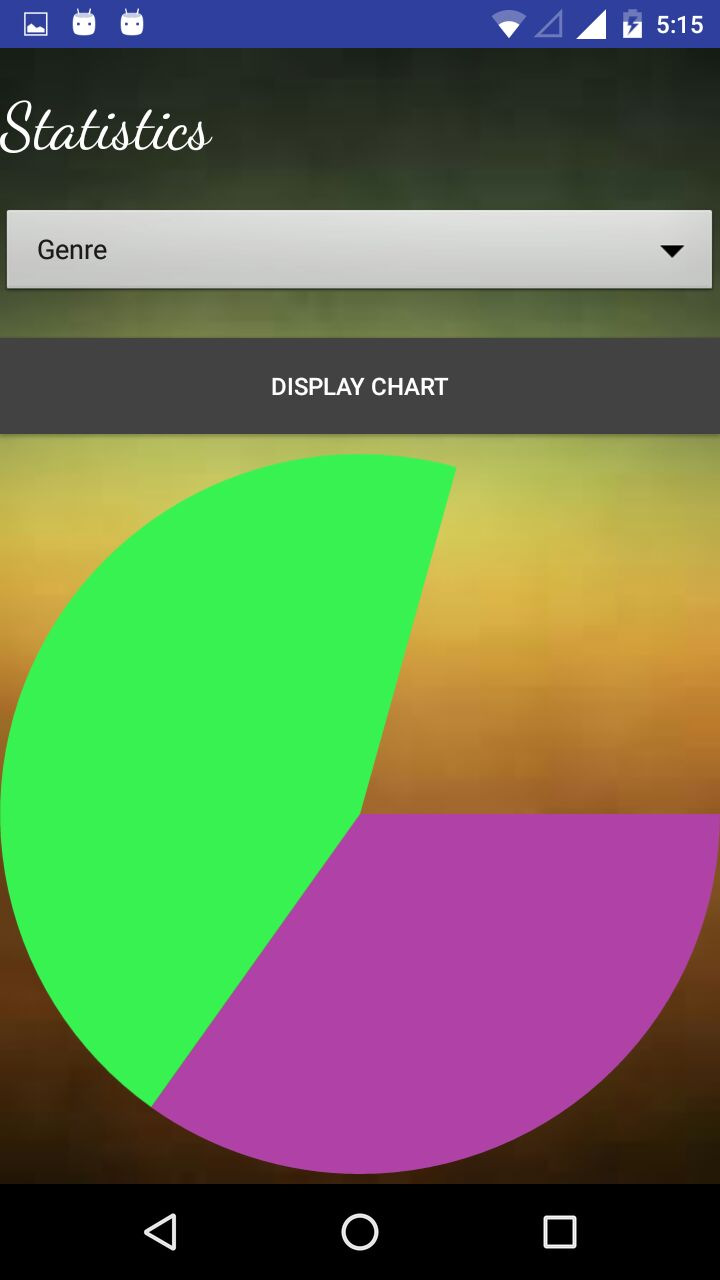 5:15
Statistics
Genre
DISPLAY CHART